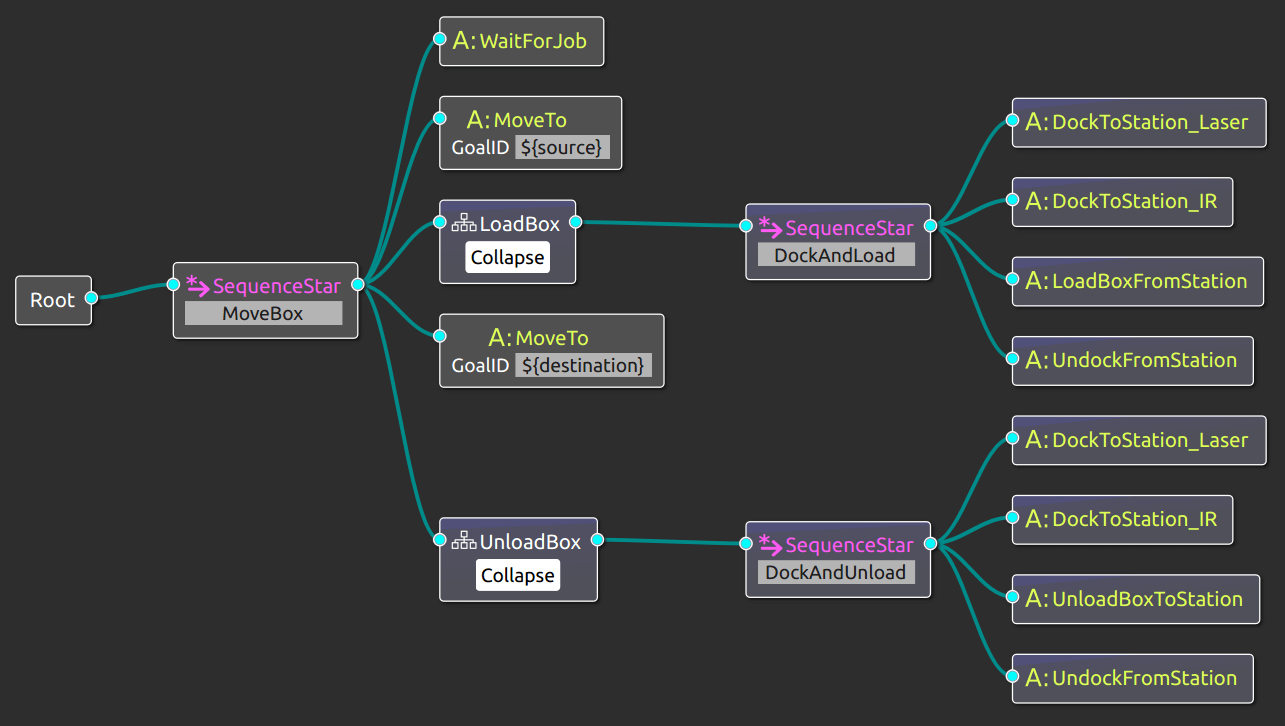 Root
*SequenceStar
MoveBox
A:WaitForJob
A:MoveTo
GoalID ${source}
LoadBox
Collapse
A:MoveTo
GoalID ${destination}
UnloadBox
Collapse
*SequenceStar
DockAndLoad
A:DockToStation_Laser
A:DockToStation_IR
A:LoadBoxFromStation
A:UndockFromStation
*SequenceStar
DockAndUnload
A:DockToStation_Laser
A:DockToStation_IR
A:UnloadBoxToStation
A:UndockFromStation